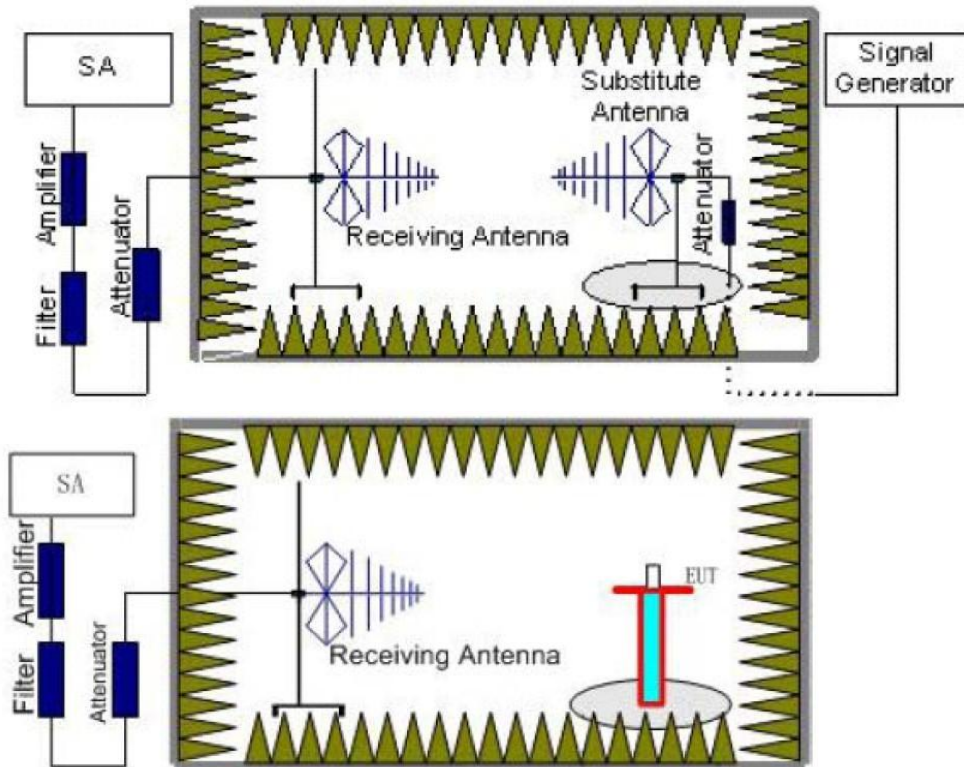 SA
Signal
Generator
Substitute
Antenna
Amplifier
Attenuator
Attenuator
Receiving Antenna
Filter
SA
Amplifier
EUT
Receiving Antenna
Filter
Attenuator